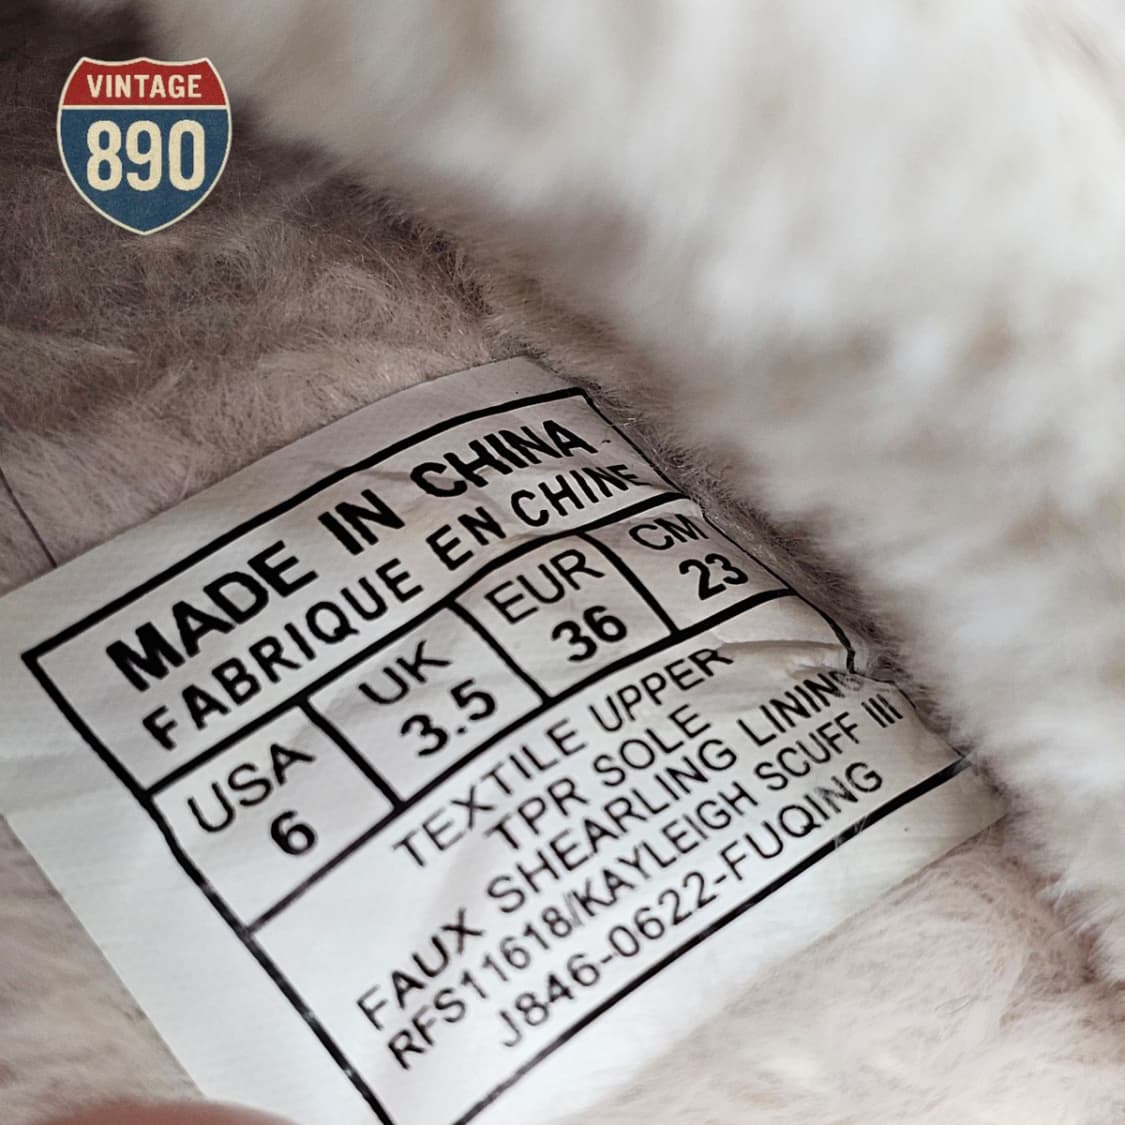 VINTAGE
890
MADE IN CHINA
FABRIQUE EN CHINE
USA UK EUR CM
6 3.5 36 23
TEXTILE UPPER
TPR SOLE
FAUX SHEARLING LINING
RFS11618/KAYLEIGH SCUFF III
J846-0622-FUQING